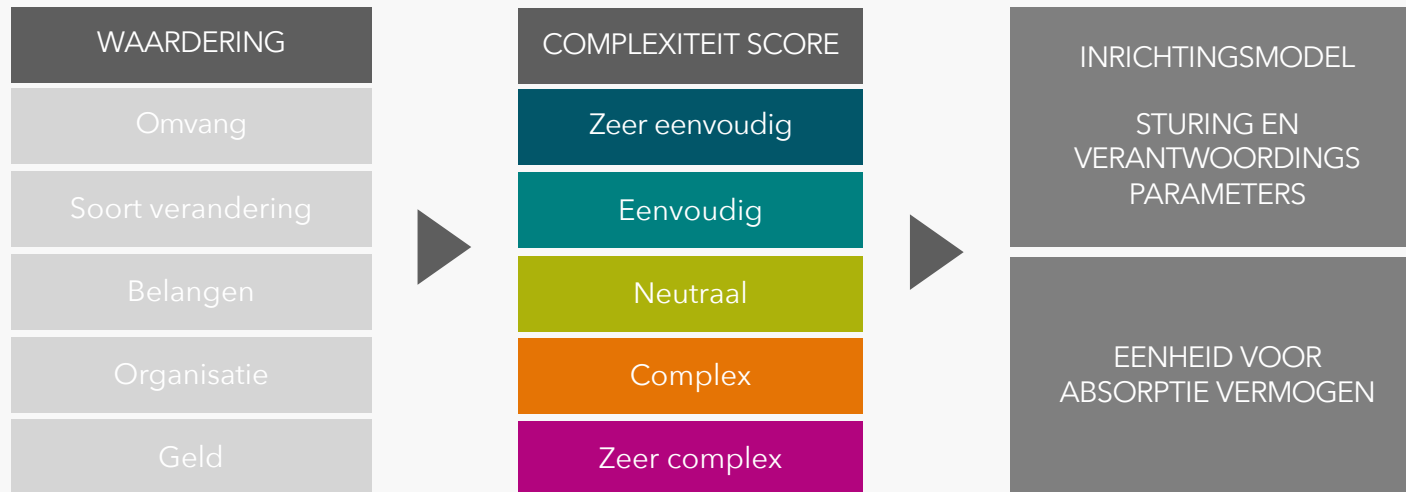 WAARDERING
Omvang
Soort verandering
Belangen
Organisatie
Geld
COMPLEXITEIT SCORE
Zeer eenvoudig
Eenvoudig
Neutraal
Complex
Zeer complex
INRICHTINGSMODEL
STURING EN
VERANTWOORDINGS
PARAMETERS
EENHEID VOOR
ABSORPTIE VERMOGEN